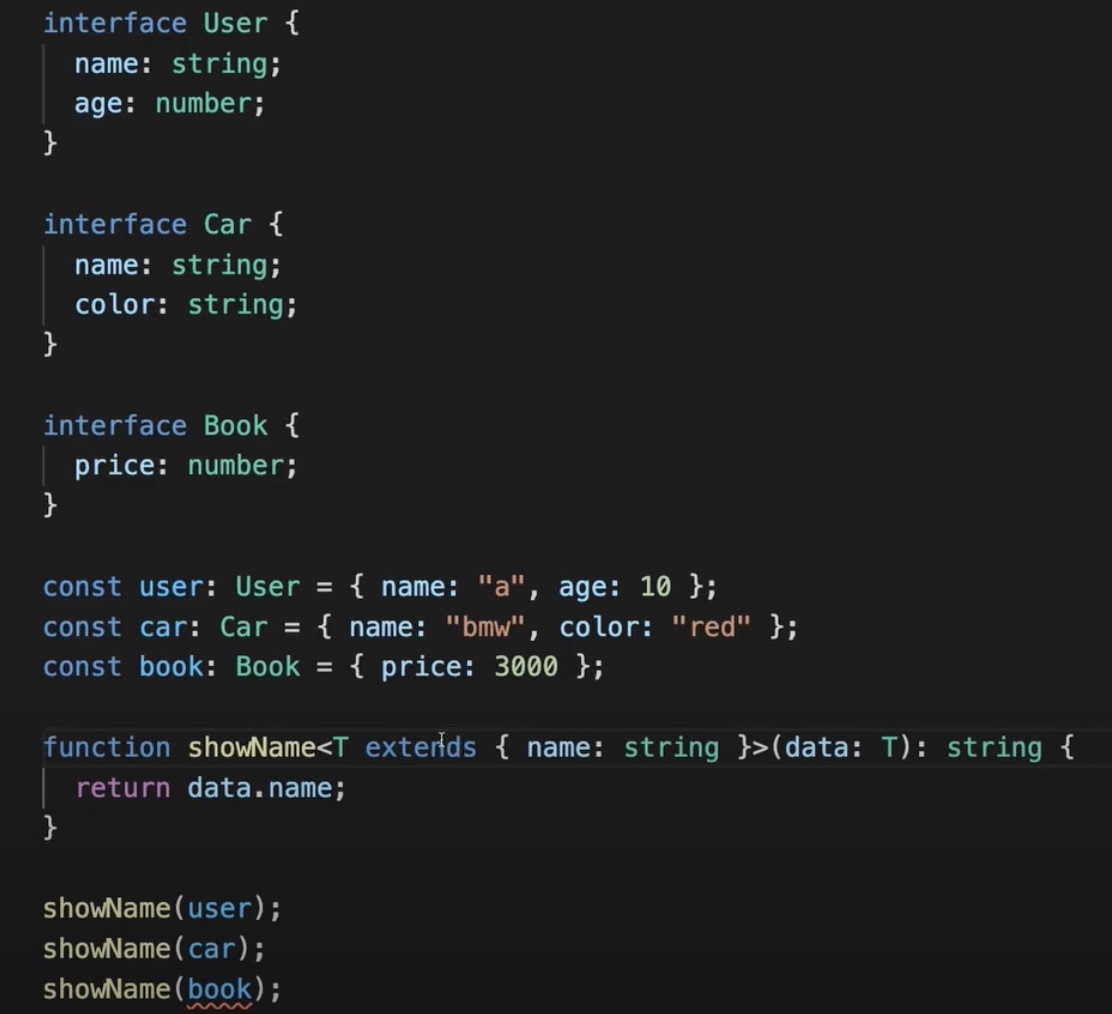 interface User {
  name: string;
  age: number;
}

interface Car {
  name: string;
  color: string;
}

interface Book {
  price: number;
}

const user: User = { name: "a", age: 10 };
const car: Car = { name: "bmw", color: "red" };
const book: Book = { price: 3000 };

function showName<T extends { name: string }>(data: T): string {
  return data.name;
}

showName(user);
showName(car);
showName(book);